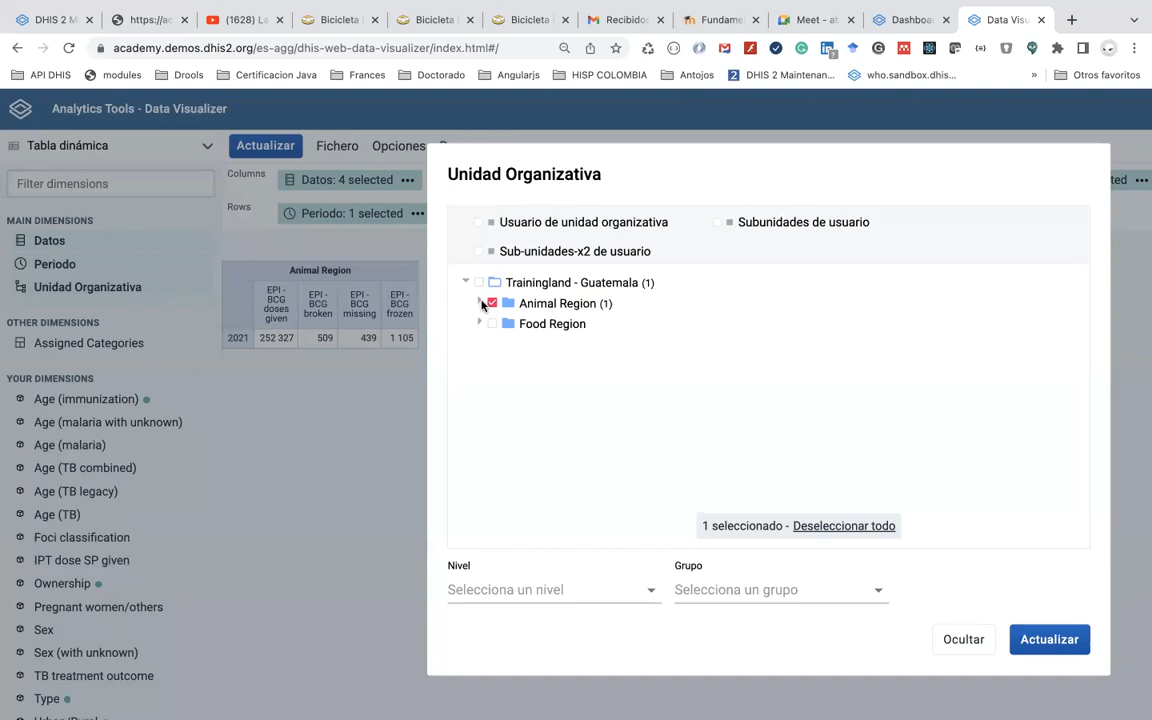 DHIS 2 M
https://ac
(1628) La
Bicicleta
Bicicleta
Bicicleta
Recibidos
Fundame
Meet - at
Dashboar
Data Visu
academy.demos.dhis2.org/es-agg/dhis-web-data-visualizer/index.html#/
API DHIS
modules
Drools
Certificacion Java
Frances
Doctorado
Angularjs
HISP COLOMBIA
Antojos
DHIS 2 Maintenan...
who.sandbox.dhis...
»
Otros favoritos
Analytics Tools - Data Visualizer
Tabla dinámica
Actualizar
Fichero
Opciones
Filter dimensions
Columns
Datos: 4 selected •••
ted •••
Rows
Periodo: 1 selected •••
MAIN DIMENSIONS
Datos
Periodo
Unidad Organizativa
OTHER DIMENSIONS
Assigned Categories
YOUR DIMENSIONS
Age (immunization)
Age (malaria with unknown)
Age (malaria)
Age (TB combined)
Age (TB legacy)
Age (TB)
Foci classification
IPT dose SP given
Ownership
Pregnant women/others
Sex
Sex (with unknown)
TB treatment outcome
Type
Animal Region
EPI - BCG doses given
EPI - BCG broken
EPI - BCG missing
EPI - BCG frozen
2021 252 327 509 439 1 105
Unidad Organizativa
Usuario de unidad organizativa
Subunidades de usuario
Sub-unidades-x2 de usuario
Trainingland - Guatemala (1)
Animal Region (1)
Food Region
1 seleccionado - Deseleccionar todo
Nivel
Selecciona un nivel
Grupo
Selecciona un grupo
Ocultar
Actualizar